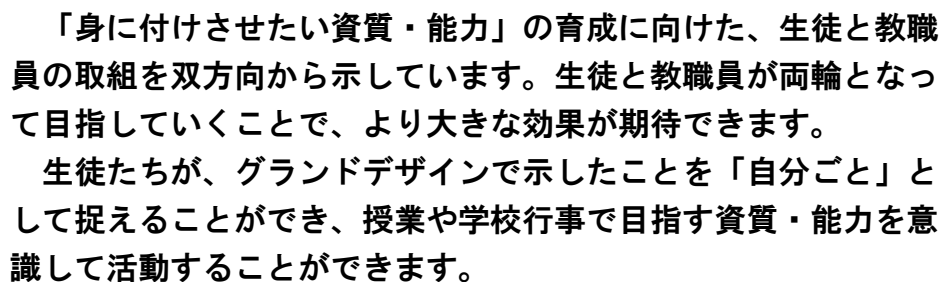 「身に付けさせたい資質・能力」の育成に向けた、生徒と教職
員の取組を双方向から示しています。生徒と教職員が両輪となっ
て目指していくことで、より大きな効果が期待できます。
　生徒たちが、グランドデザインで示したことを「自分ごと」と
して捉えることができ、授業や学校行事で目指す資質・能力を意
識して活動することができます。